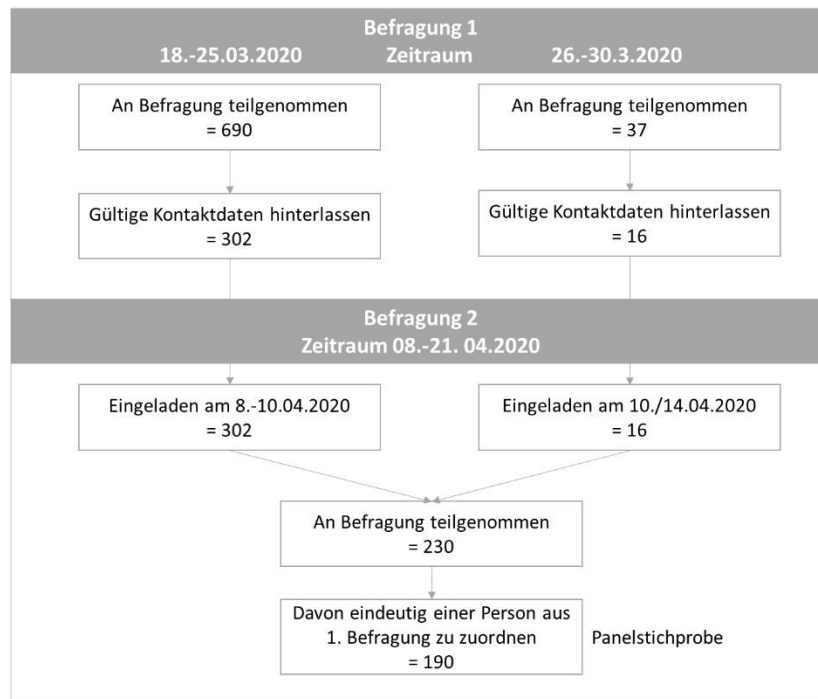 Befragung 1
18.-25.03.2020 Zeitraum 26.-30.3.2020
An Befragung teilgenommen
= 690
An Befragung teilgenommen
= 37
Gültige Kontaktdaten hinterlassen
= 302
Gültige Kontaktdaten hinterlassen
= 16
Befragung 2
Zeitraum 08.-21. 04.2020
Eingeladen am 8.-10.04.2020
= 302
Eingeladen am 10./14.04.2020
= 16
An Befragung teilgenommen
= 230
Davon eindeutig einer Person aus
1. Befragung zu zuordnen
= 190
Panelstichprobe